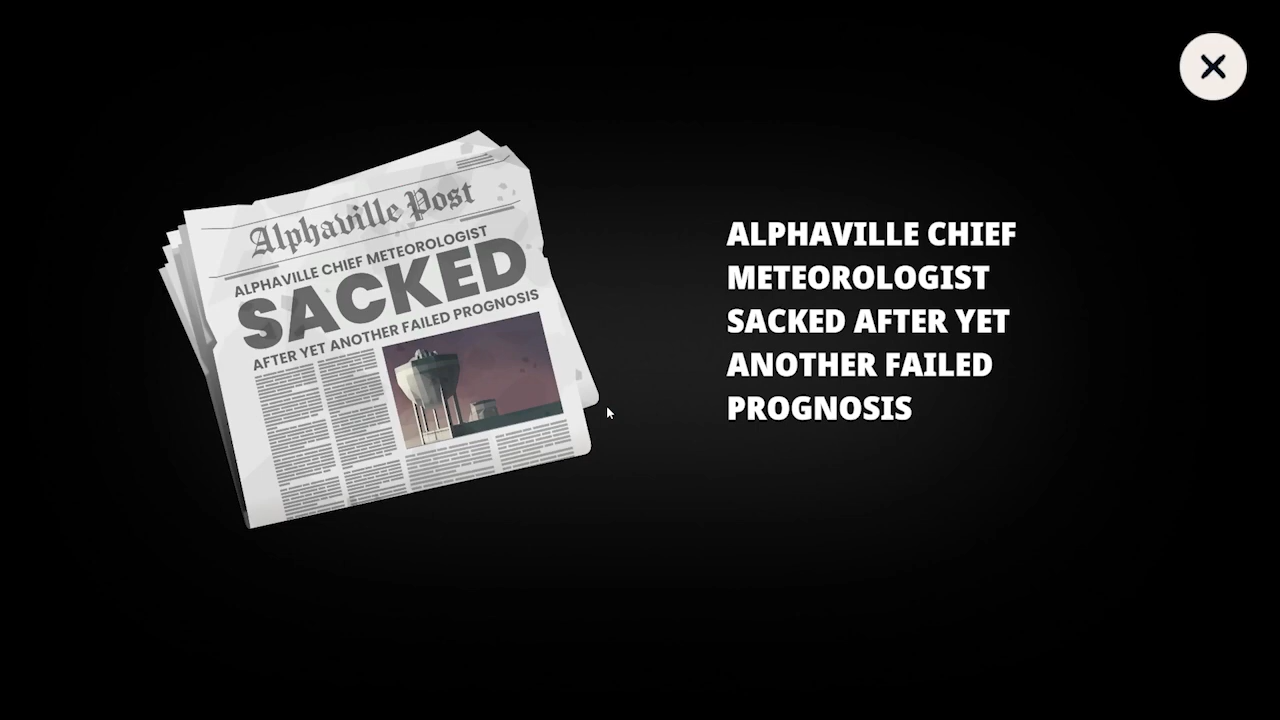 Alphaville Post
ALPHAVILLE CHIEF METEOROLOGIST
SACKED
AFTER YET ANOTHER FAILED PROGNOSIS
ALPHAVILLE CHIEF
METEOROLOGIST
SACKED AFTER YET
ANOTHER FAILED
PROGNOSIS